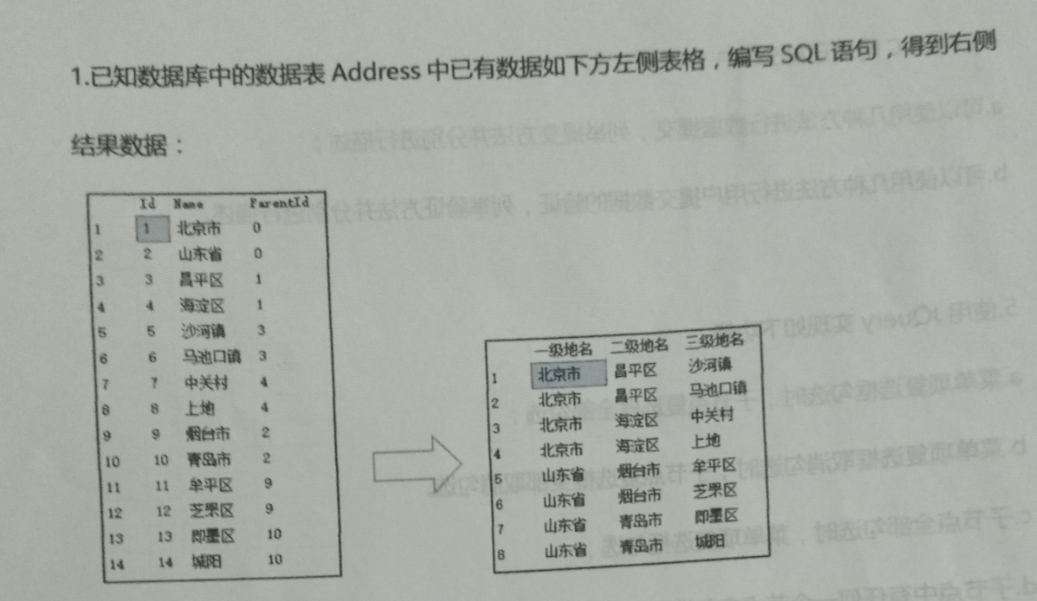 1.已知数据库中的数据表 Address 中已有数据如下方左侧表格，编写 SQL 语句，得到右侧
结果数据：
Id Name ParentId
1 1 北京市 0
2 2 山东省 0
3 3 昌平区 1
4 4 海淀区 1
5 5 沙河镇 3
6 6 马池口镇 3
7 7 中关村 4
8 8 上地 4
9 9 烟台市 2
10 10 青岛市 2
11 11 牟平区 9
12 12 芝罘区 9
13 13 即墨区 10
14 14 城阳 10
一级地名 二级地名 三级地名
1 北京市 昌平区 沙河镇
2 北京市 昌平区 马池口镇
3 北京市 海淀区 中关村
4 北京市 海淀区 上地
5 山东省 烟台市 牟平区
6 山东省 烟台市 芝罘区
7 山东省 青岛市 即墨区
8 山东省 青岛市 城阳